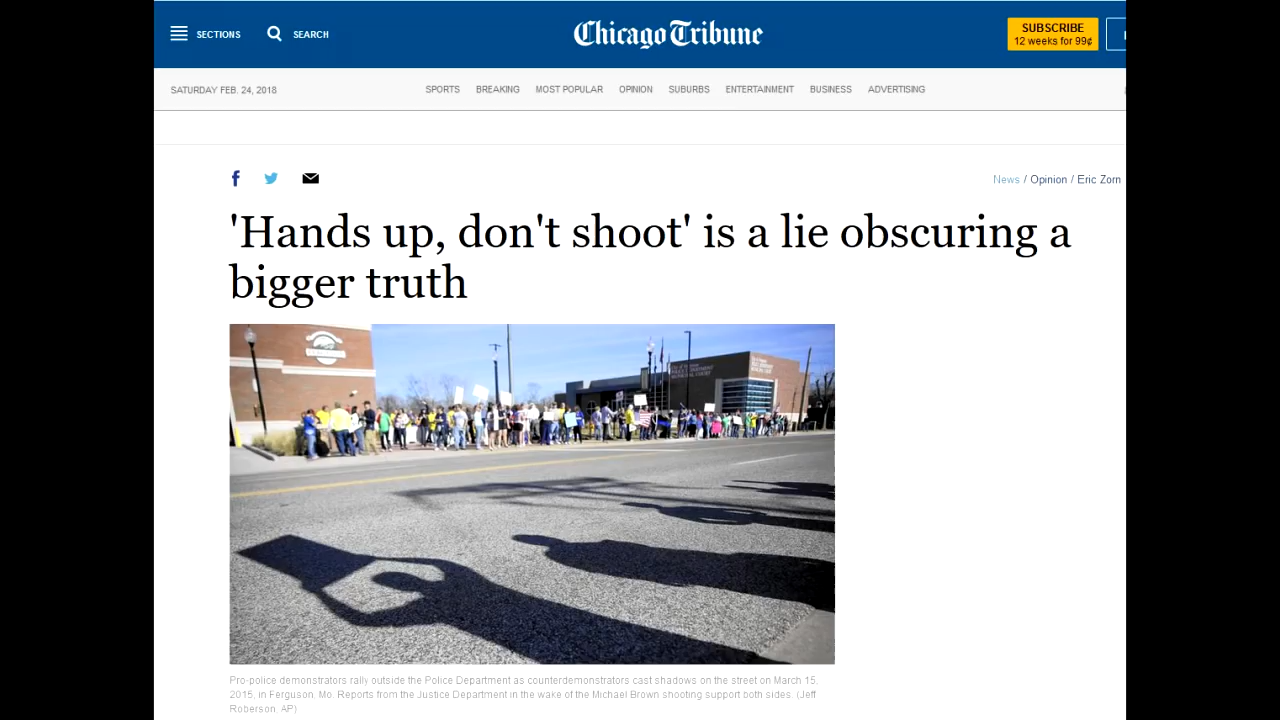 SECTIONS
SEARCH
Chicago Tribune
SUBSCRIBE
12 weeks for 99¢
SATURDAY FEB. 24, 2018
SPORTS BREAKING MOST POPULAR OPINION SUBURBS ENTERTAINMENT BUSINESS ADVERTISING
News / Opinion / Eric Zorn
'Hands up, don't shoot' is a lie obscuring a
bigger truth
Pro-police demonstrators rally outside the Police Department as counterdemonstrators cast shadows on the street on March 15,
2015, in Ferguson, Mo. Reports from the Justice Department in the wake of the Michael Brown shooting support both sides. (Jeff
Roberson, AP)